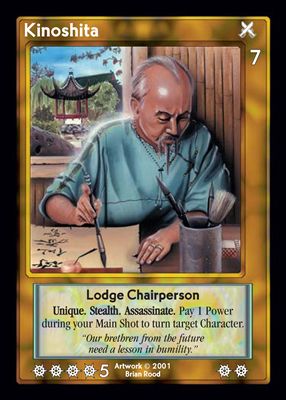 Kinoshita
7
Lodge Chairperson
Unique. Stealth. Assassinate. Pay 1 Power
during your Main Shot to turn target Character.
"Our brethren from the future
need a lesson in humility."
5
Artwork © 2001
Brian Rood